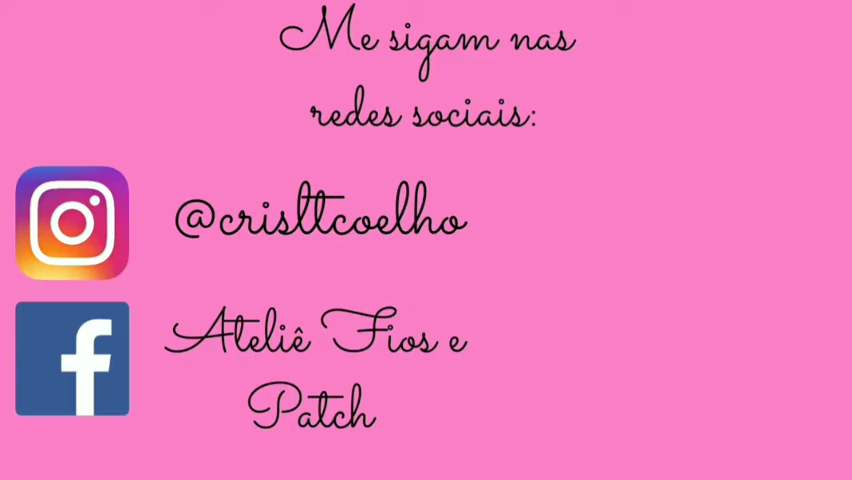 Me sigam nas
redes sociais:
@cristtcoelho
Ateliê Fios e
Patch